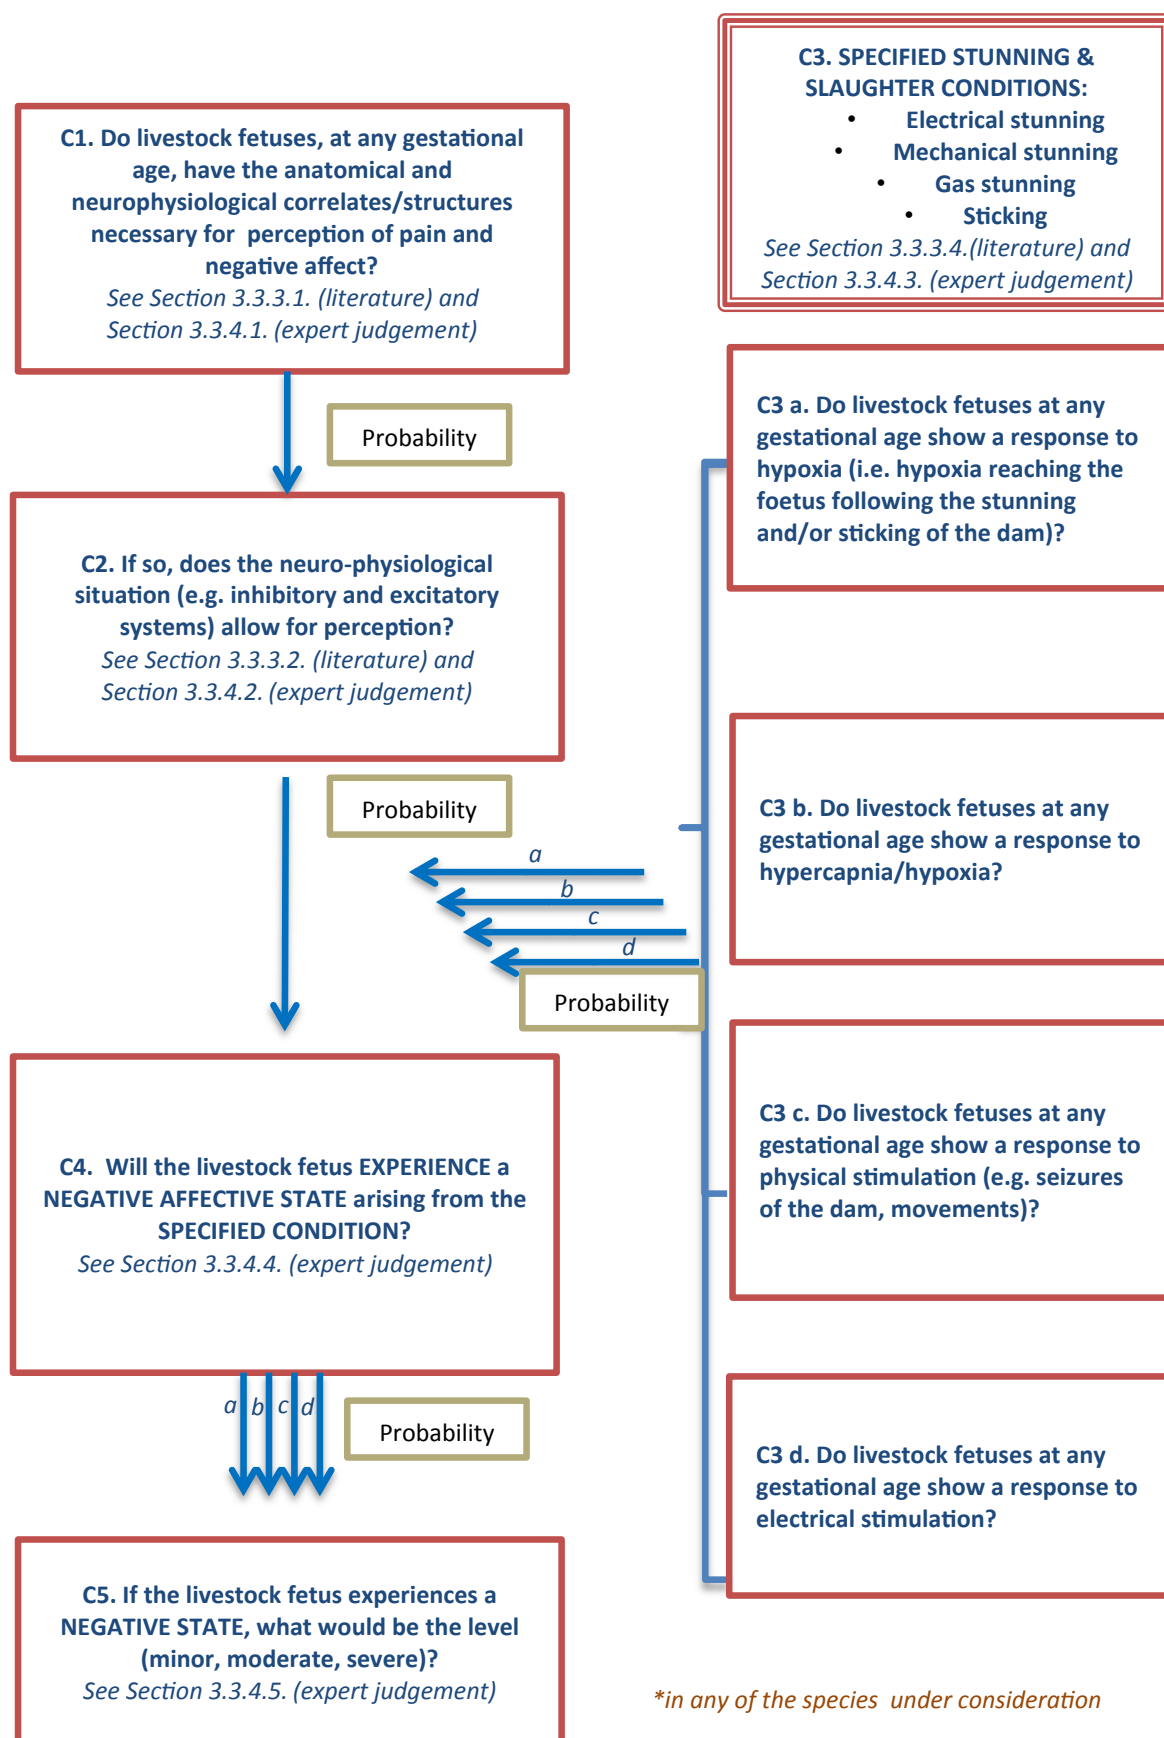 C1. Do livestock fetuses, at any gestational
age, have the anatomical and
neurophysiological correlates/structures
necessary for perception of pain and
negative affect?
See Section 3.3.3.1. (literature) and
Section 3.3.4.1. (expert judgement)
Probability
C2. If so, does the neuro-physiological
situation (e.g. inhibitory and excitatory
systems) allow for perception?
See Section 3.3.3.2. (literature) and
Section 3.3.4.2. (expert judgement)
Probability
a
b
c
d
Probability
C4. Will the livestock fetus EXPERIENCE a
NEGATIVE AFFECTIVE STATE arising from the
SPECIFIED CONDITION?
See Section 3.3.4.4. (expert judgement)
a b c d
Probability
C5. If the livestock fetus experiences a
NEGATIVE STATE, what would be the level
(minor, moderate, severe)?
See Section 3.3.4.5. (expert judgement)
C3. SPECIFIED STUNNING &
SLAUGHTER CONDITIONS:
• Electrical stunning
• Mechanical stunning
• Gas stunning
• Sticking
See Section 3.3.3.4.(literature) and
Section 3.3.4.3. (expert judgement)
C3 a. Do livestock fetuses at any
gestational age show a response to
hypoxia (i.e. hypoxia reaching the
foetus following the stunning
and/or sticking of the dam)?
C3 b. Do livestock fetuses at any
gestational age show a response to
hypercapnia/hypoxia?
C3 c. Do livestock fetuses at any
gestational age show a response to
physical stimulation (e.g. seizures
of the dam, movements)?
C3 d. Do livestock fetuses at any
gestational age show a response to
electrical stimulation?
*in any of the species under consideration